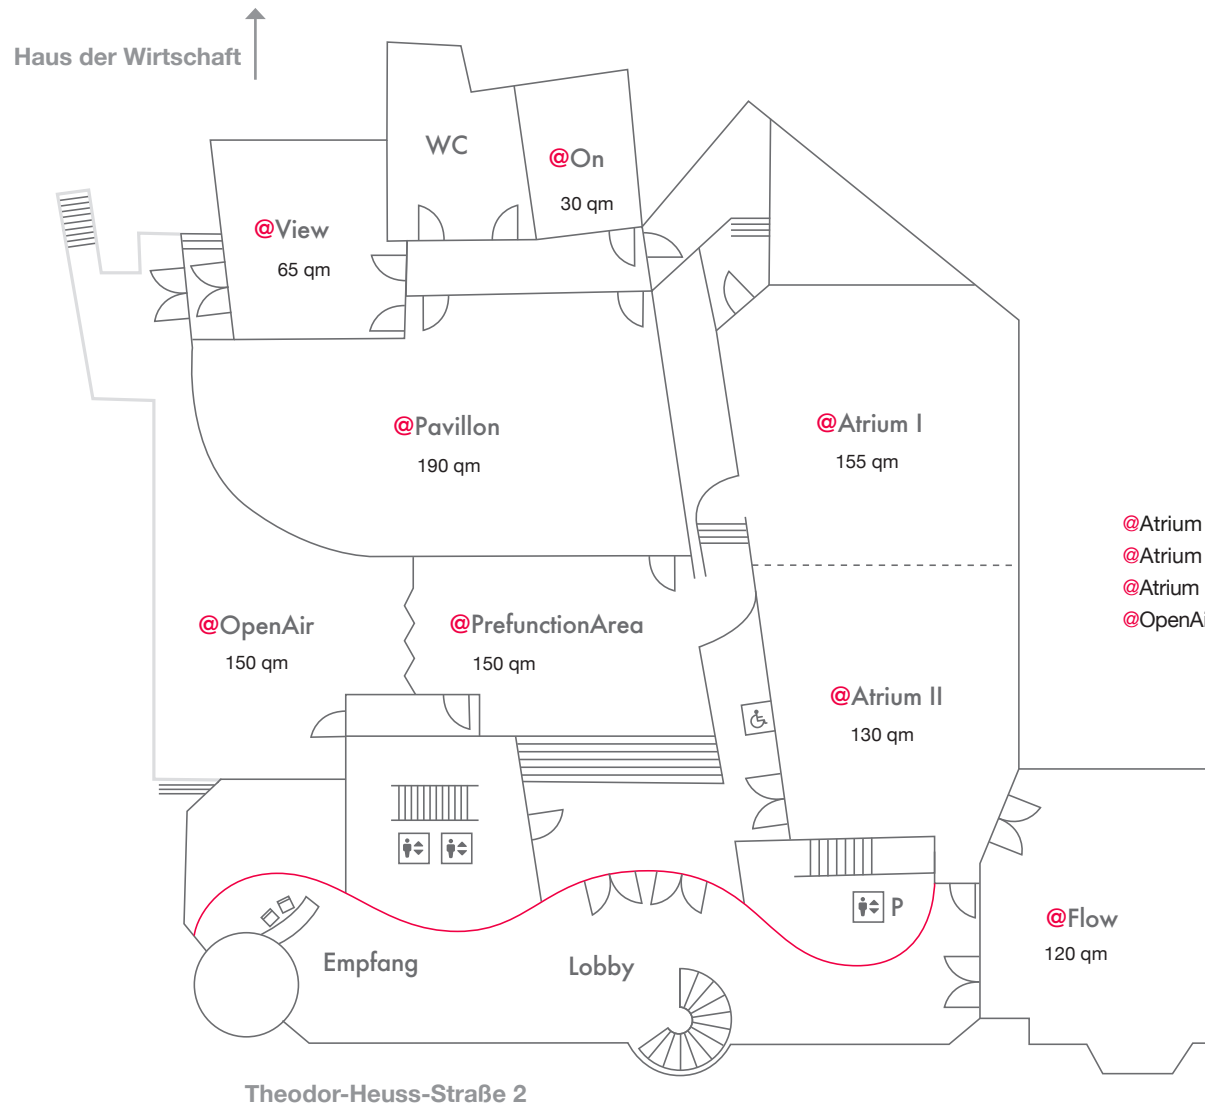 Haus der Wirtschaft
WC
@On
30 qm
@View
65 qm
@Pavillon
190 qm
@Atrium I
155 qm
@Atrium
@Atrium
@Atrium
@OpenAi
@OpenAir
150 qm
@PrefunctionArea
150 qm
@Atrium II
130 qm
P
@Flow
120 qm
Empfang
Lobby
Theodor-Heuss-Straße 2